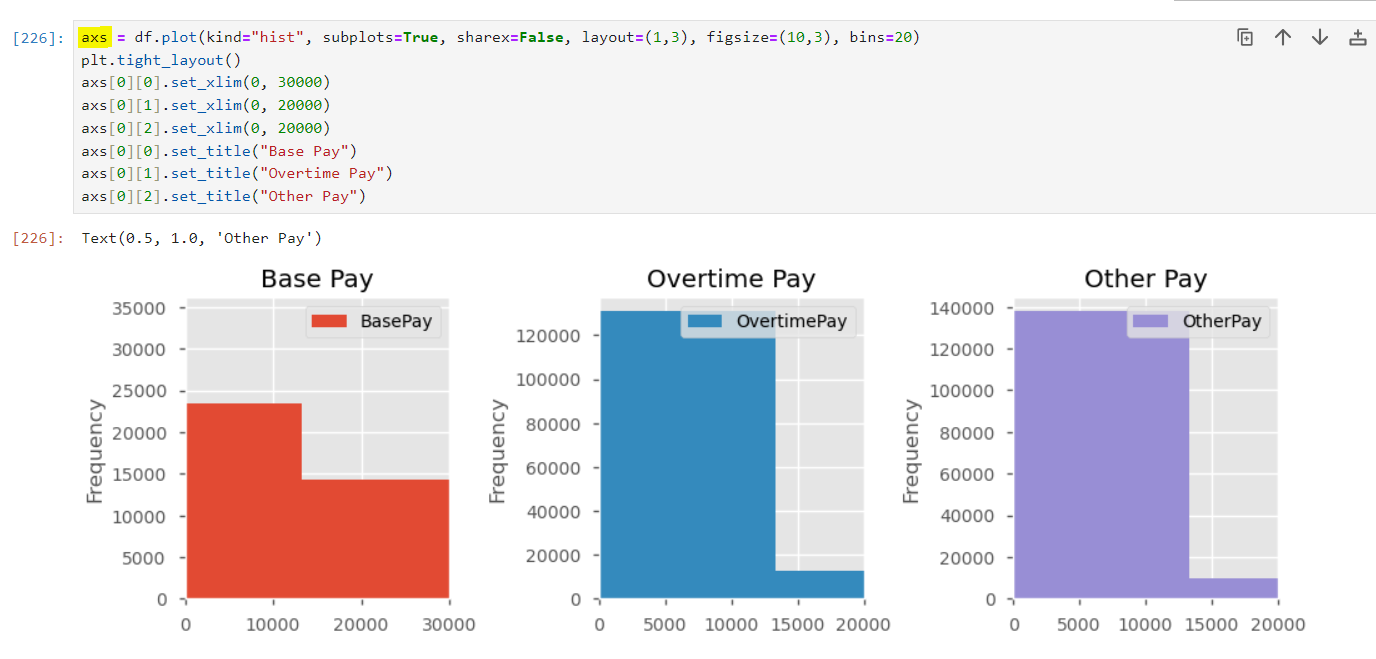 [226]: axs = df.plot(kind="hist", subplots=True, sharex=False, layout=(1,3), figsize=(10,3), bins=20)
plt.tight_layout()
axs[0][0].set_xlim(0, 30000)
axs[0][1].set_xlim(0, 20000)
axs[0][2].set_xlim(0, 20000)
axs[0][0].set_title("Base Pay")
axs[0][1].set_title("Overtime Pay")
axs[0][2].set_title("Other Pay")
[226]: Text(0.5, 1.0, 'Other Pay')
Base Pay
35000
30000
25000
20000
15000
10000
5000
0
Frequency
BasePay
0 10000 20000 30000
Overtime Pay
120000
100000
80000
60000
40000
20000
0
Frequency
OvertimePay
0 5000 10000 15000 20000
Other Pay
140000
120000
100000
80000
60000
40000
20000
0
Frequency
OtherPay
0 5000 10000 15000 20000